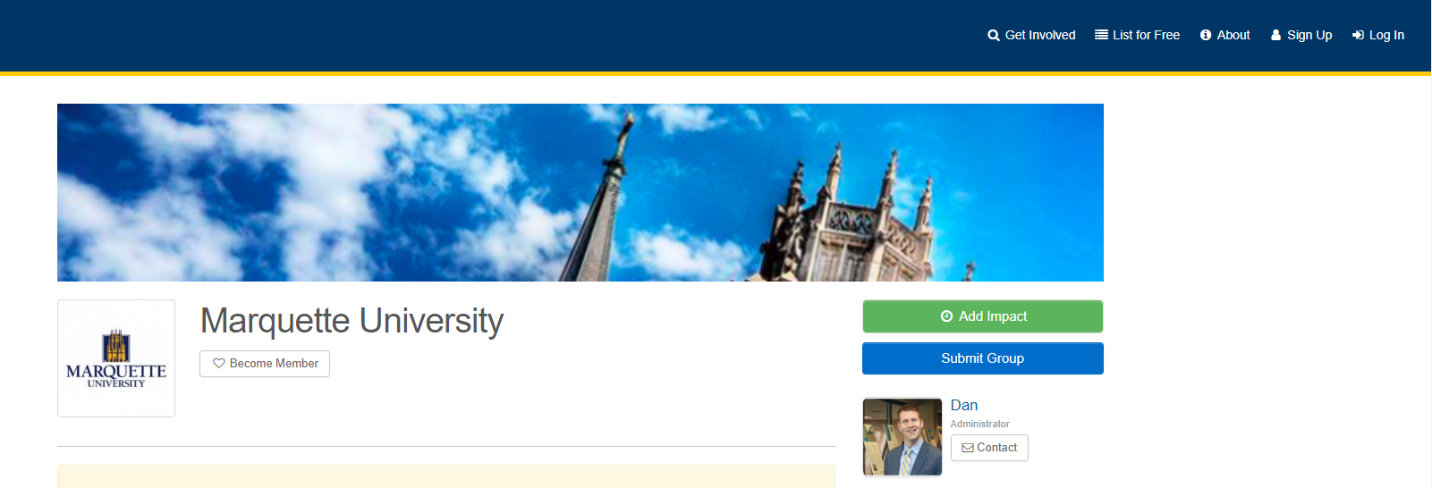 Get Involved List for Free About Sign Up Log In
Marquette University
Become Member
MARQUETTE
UNIVERSITY
Add Impact
Submit Group
Dan
Administrator
Contact